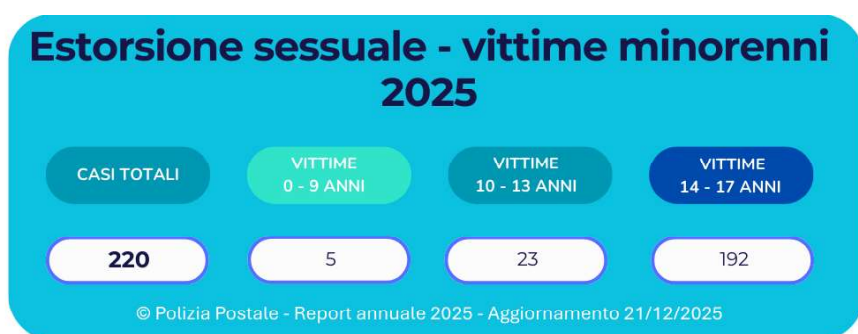 Estorsione sessuale - vittime minorenni
2025
CASI TOTALI
VITTIME
0 - 9 ANNI
VITTIME
10 - 13 ANNI
VITTIME
14 - 17 ANNI
220
5
23
192
© Polizia Postale - Report annuale 2025 - Aggiornamento 21/12/2025